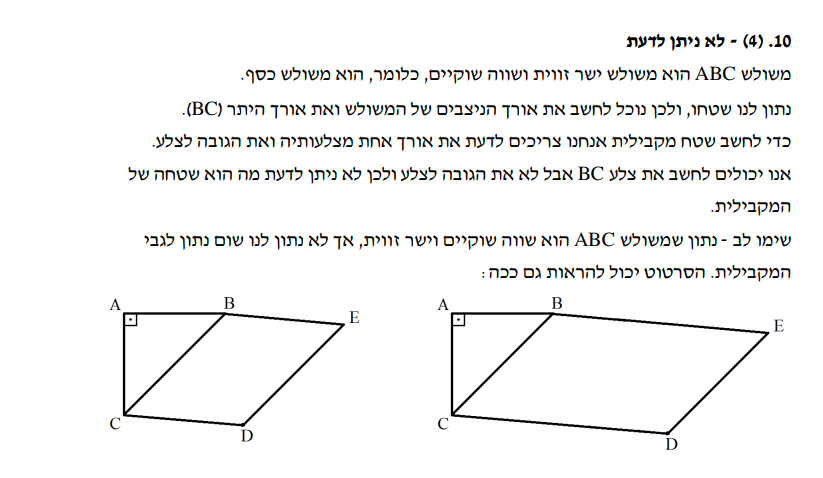 10. (4) - לא ניתן לדעת
משולש ABC הוא משולש ישר זווית ושווה שוקיים, כלומר, הוא משולש כסף.
נתון לנו שטחו, ולכן נוכל לחשב את אורך הניצבים של המשולש ואת אורך היתר (BC).
כדי לחשב שטח מקבילית אנחנו צריכים לדעת את אורך אחת מצלעותיה ואת הגובה לצלע.
אנו יכולים לחשב את צלע BC אבל לא את הגובה לצלע ולכן לא ניתן לדעת מה הוא שטחה של
המקבילית.
שימו לב - נתון שמשולש ABC הוא שווה שוקיים וישר זווית, אך לא נתון לנו שום נתון לגבי
המקבילית. הסרטוט יכול להראות גם ככה:
A B E C D
A B E C D